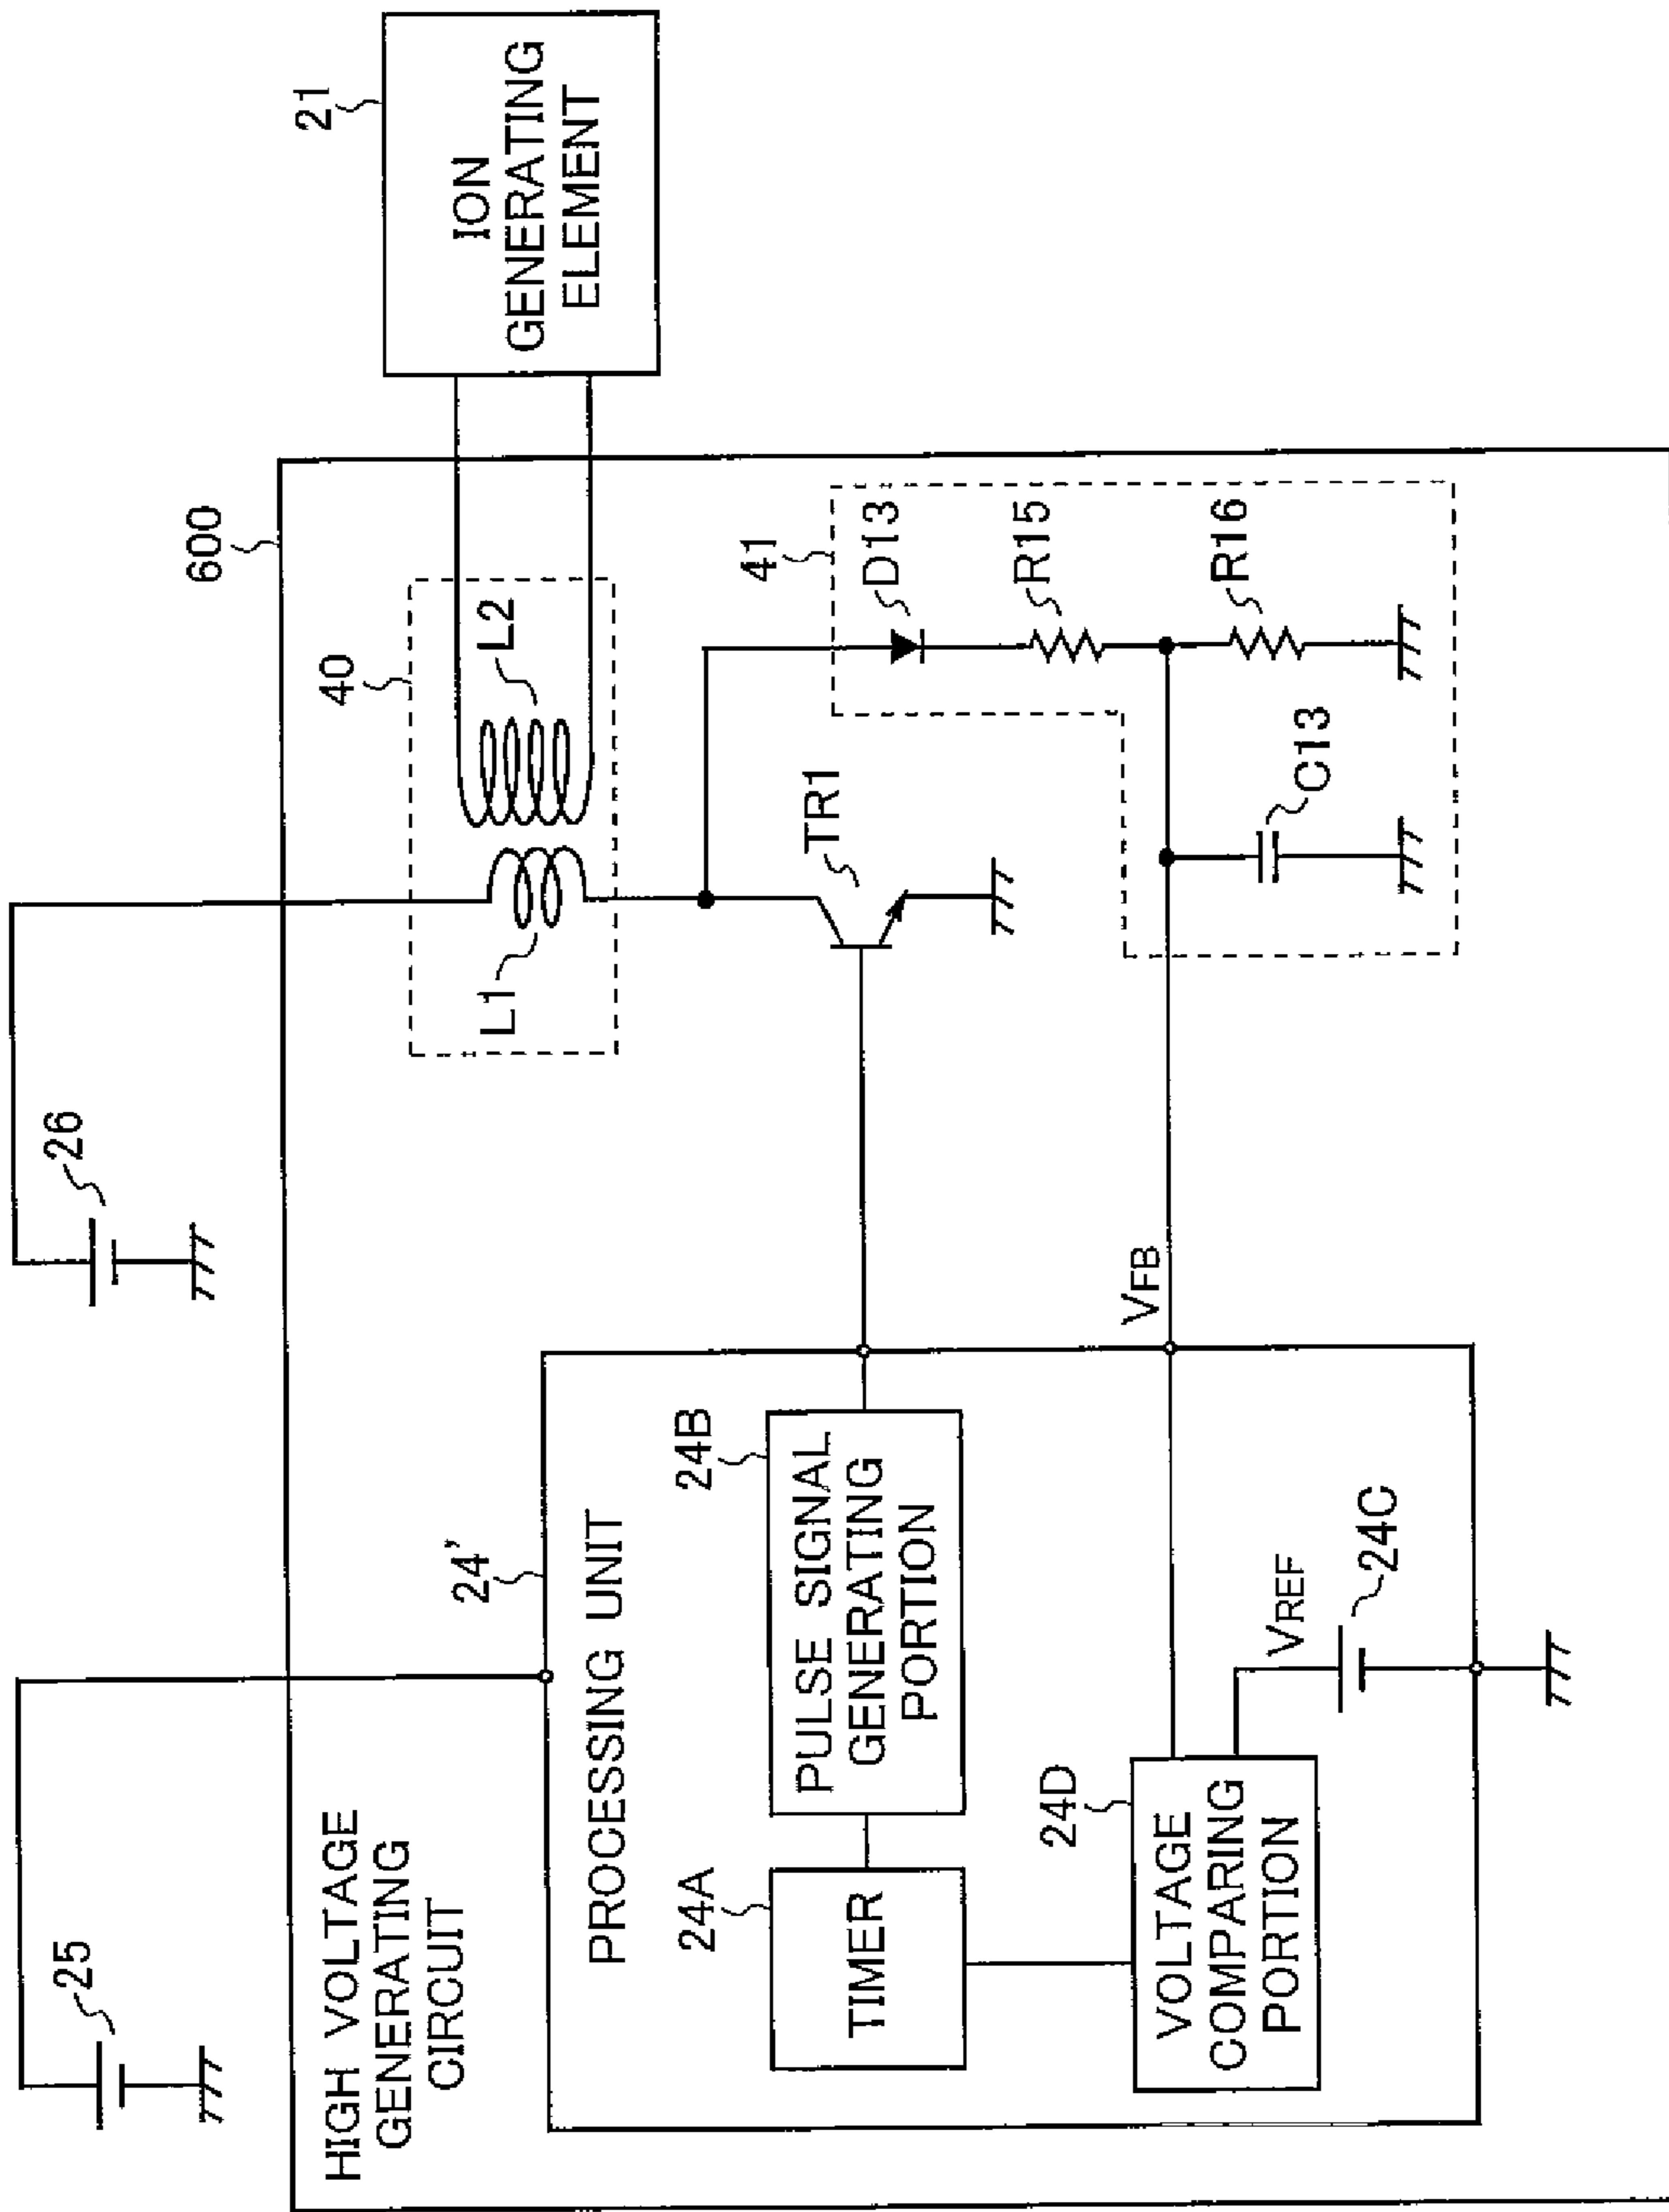 25
26
HIGH VOLTAGE
GENERATING
CIRCUIT
600
21
ION
GENERATING
ELEMENT
40
L1
L2
24'
PROCESSING UNIT
24A
TIMER
24B
PULSE SIGNAL
GENERATING
PORTION
TR1
41
D13
R15
R16
C13
VFB
24D
VOLTAGE
COMPARING
PORTION
VREF
24C